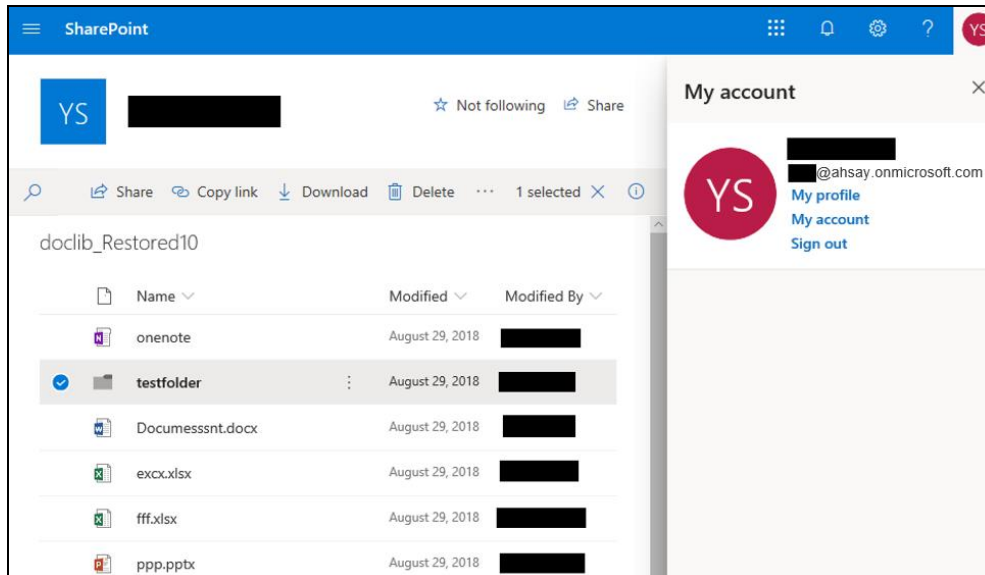 SharePoint
YS
YS
Not following Share
My account
Share Copy link Download Delete ... 1 selected
YS
@ahsay.onmicrosoft.com
My profile
My account
Sign out
doclib_Restored10
Name Modified Modified By
onenote August 29, 2018
testfolder August 29, 2018
Documesssnt.docx August 29, 2018
excx.xlsx August 29, 2018
fff.xlsx August 29, 2018
ppp.pptx August 29, 2018